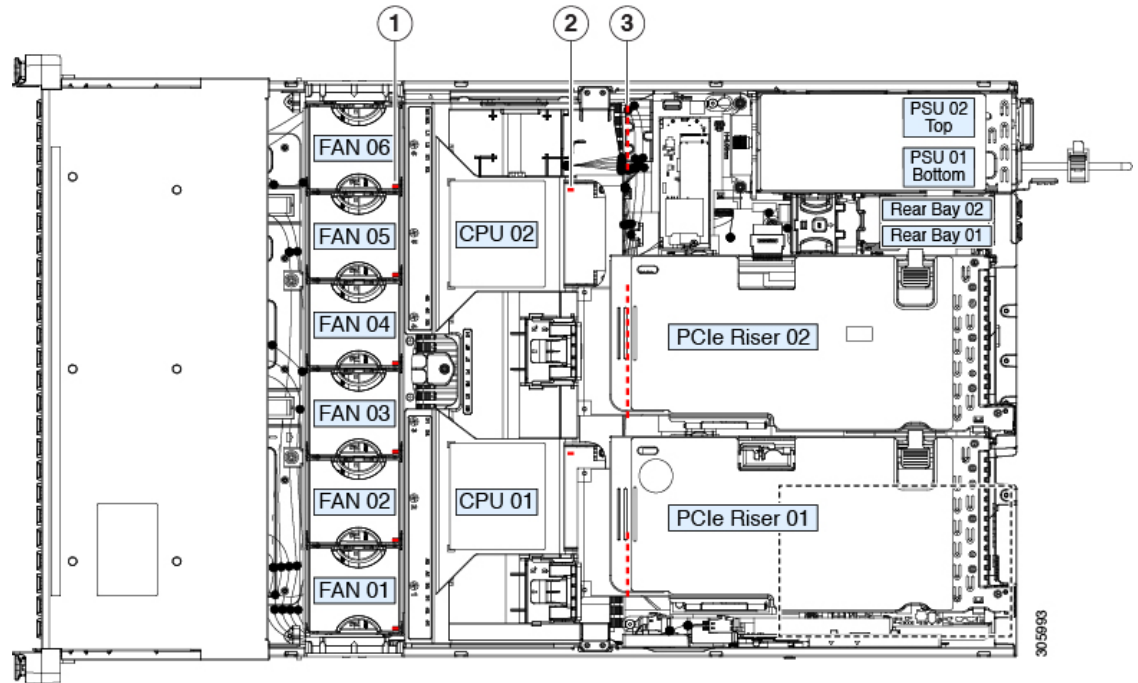 1
2
3
FAN 06
FAN 05
FAN 04
FAN 03
FAN 02
FAN 01
CPU 02
CPU 01
PSU 02
Top
PSU 01
Bottom
Rear Bay 02
Rear Bay 01
PCIe Riser 02
PCIe Riser 01
305993